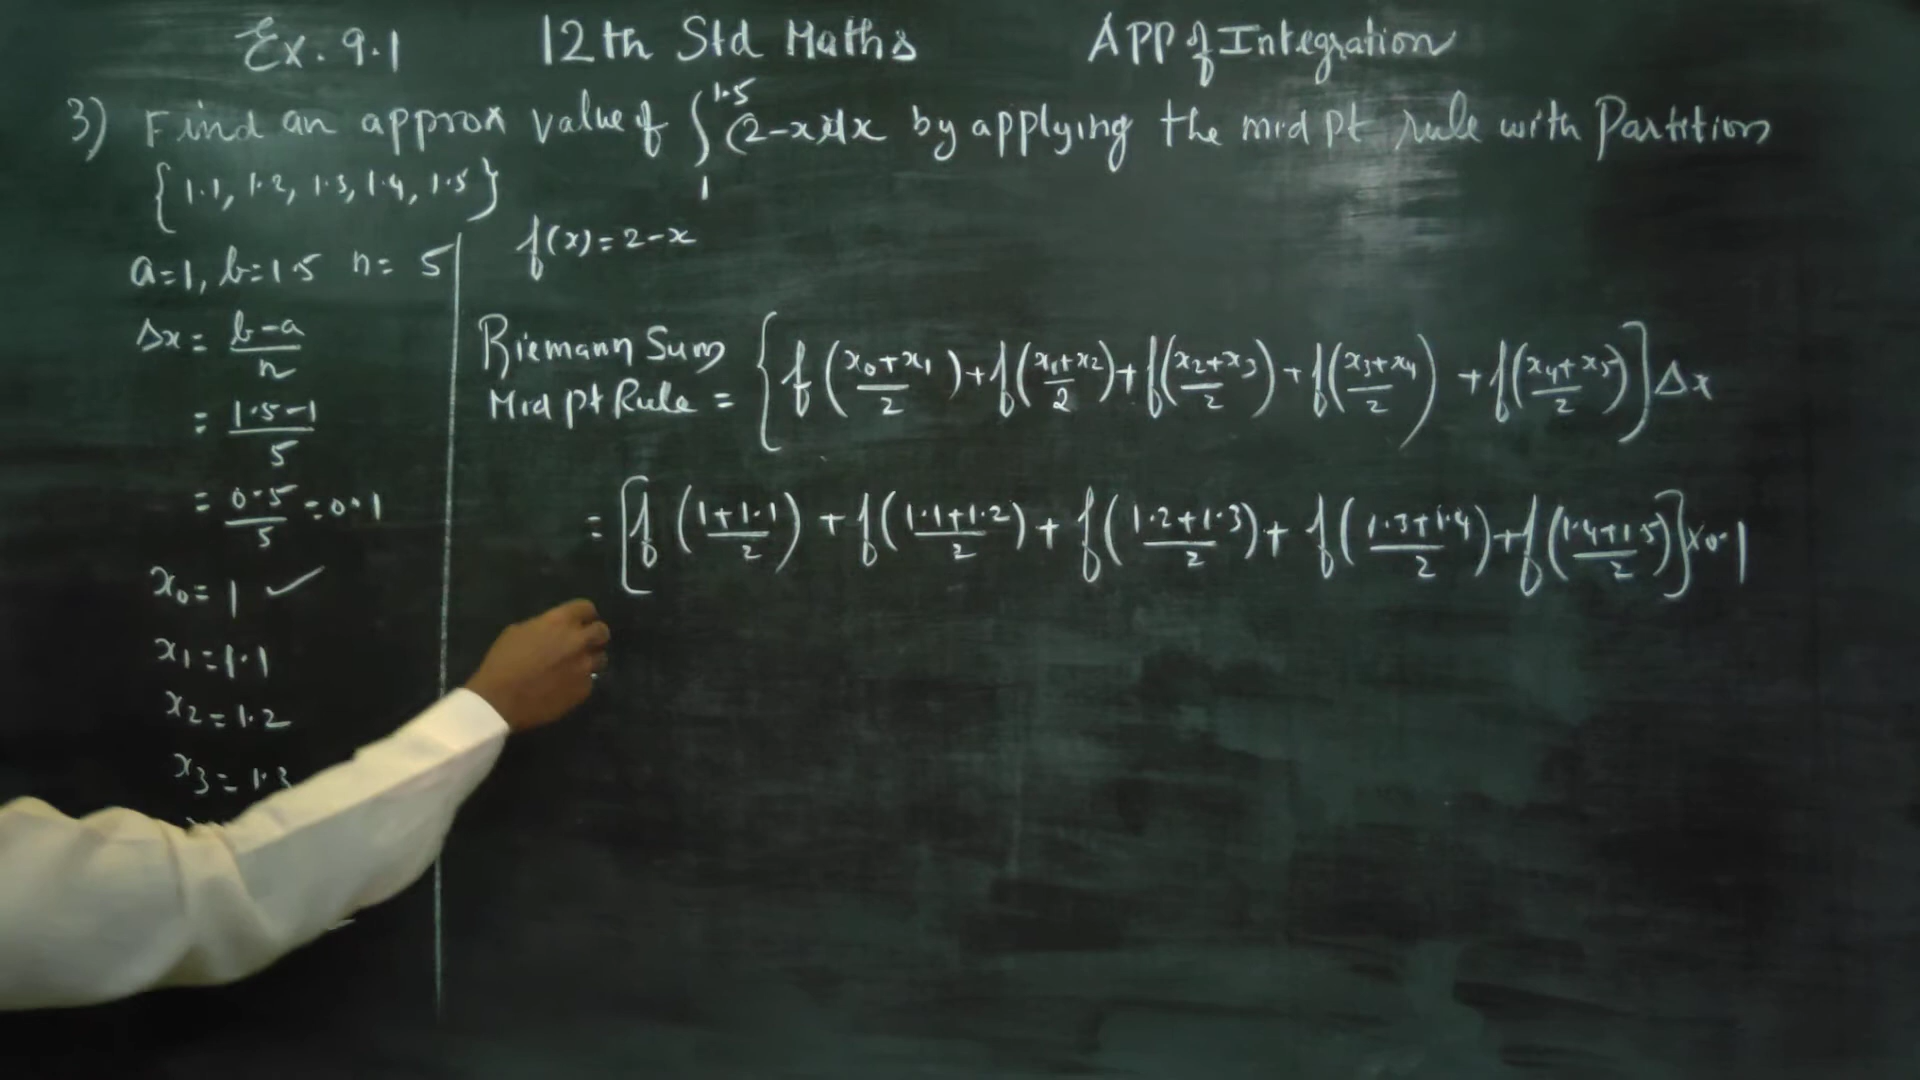 Ex. 9.1 12th Std Maths APP of Integration
3) Find an approx value of ∫₁^1.5 (2-x)dx by applying the mid pt rule with Partition
{1.1, 1.2, 1.3, 1.4, 1.5}
a=1, b=1.5 n= 5
Δx = (b-a)/n
= (1.5-1)/5
= 0.5/5 = 0.1
x₀= 1 ✓
x₁=1.1
x₂=1.2
x₃=1.3
f(x)=2-x
Riemann Sum
Mid pt Rule = {f((x₀+x₁)/2)+f((x₁+x₂)/2)+f((x₂+x₃)/2)+f((x₃+x₄)/2)+f((x₄+x₅)/2)]Δx
= [f((1+1.1)/2)+f((1.1+1.2)/2)+f((1.2+1.3)/2)+f((1.3+1.4)/2)+f((1.4+1.5)/2)]×0.1